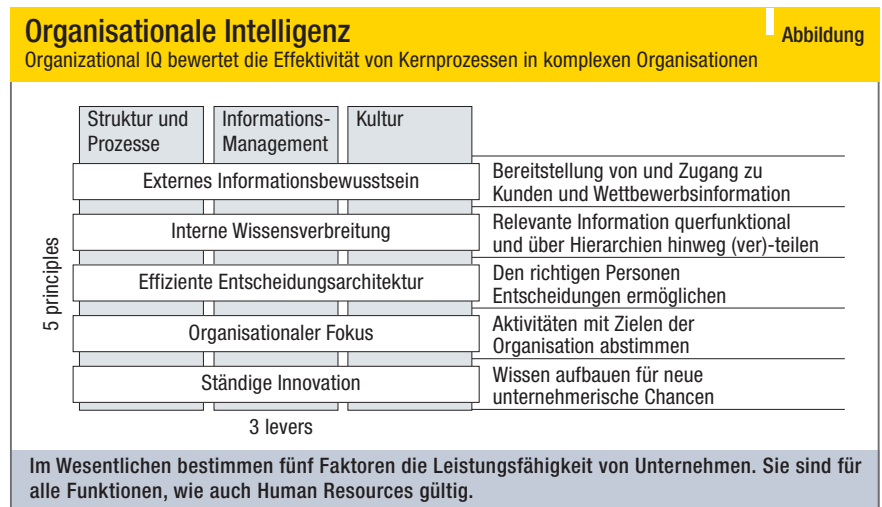 Organisationale Intelligenz
Abbildung
Organizational IQ bewertet die Effektivität von Kernprozessen in komplexen Organisationen
Struktur und
Prozesse
Informations-
Management
Kultur
5 principles
Externes Informationsbewusstsein
Bereitstellung von und Zugang zu
Kunden und Wettbewerbsinformation
Interne Wissensverbreitung
Relevante Information querfunktional
und über Hierarchien hinweg (ver)-teilen
Effiziente Entscheidungsarchitektur
Den richtigen Personen
Entscheidungen ermöglichen
Organisationaler Fokus
Aktivitäten mit Zielen der
Organisation abstimmen
Ständige Innovation
Wissen aufbauen für neue
unternehmerische Chancen
3 levers
Im Wesentlichen bestimmen fünf Faktoren die Leistungsfähigkeit von Unternehmen. Sie sind für
alle Funktionen, wie auch Human Resources gültig.